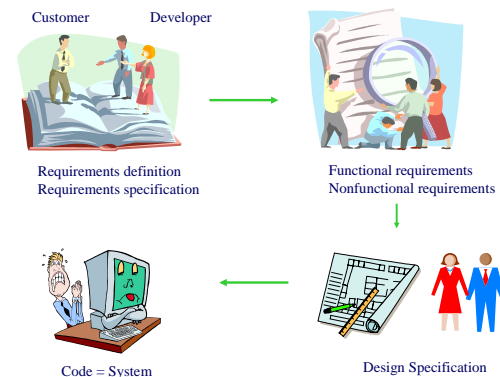 Customer Developer
Requirements definition
Requirements specification
Functional requirements
Nonfunctional requirements
Code = System
Design Specification